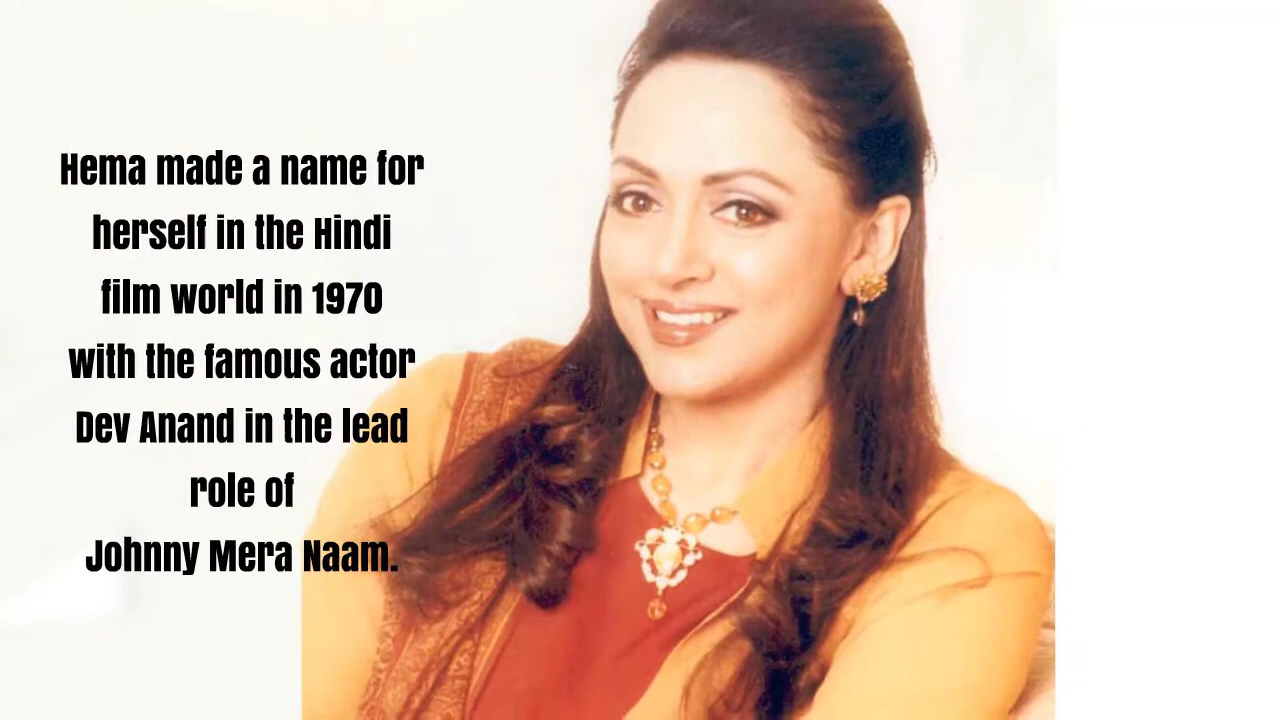 Hema made a name for
herself in the Hindi
film world in 1970
with the famous actor
Dev Anand in the lead
role of
Johnny Mera Naam.